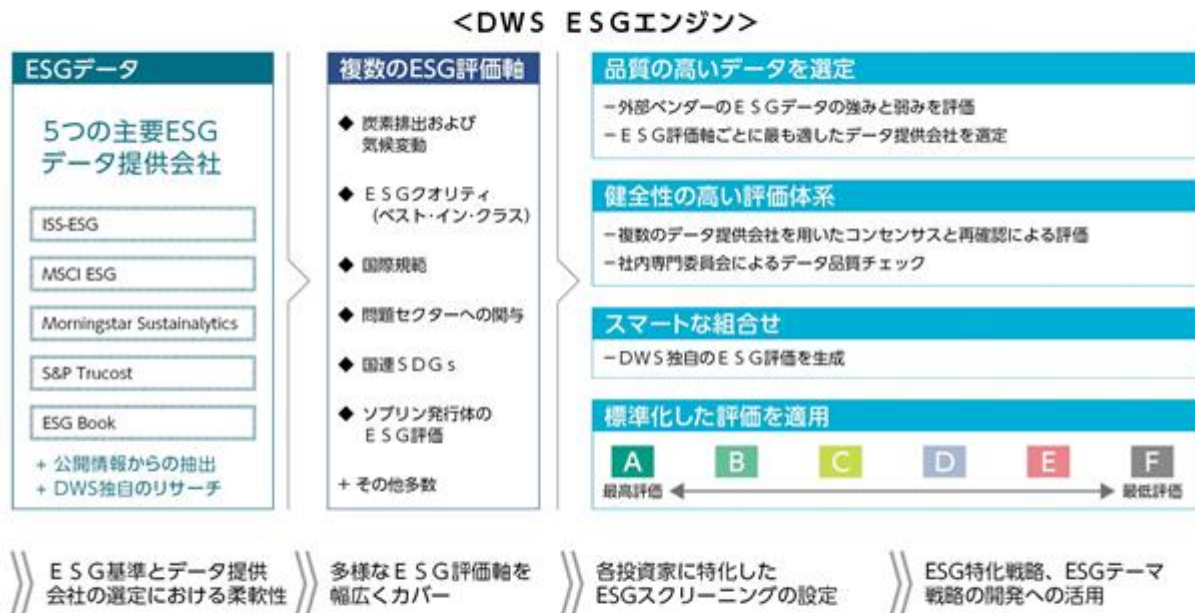 <DWS ESGエンジン>
ESGデータ
5つの主要ESG
データ提供会社
ISS-ESG
MSCI ESG
Morningstar Sustainalytics
S&P Trucost
ESG Book
+ 公開情報からの抽出
+ DWS独自のリサーチ
複数のESG評価軸
◆ 炭素排出および
気候変動
◆ ESGクオリティ
(ベスト・イン・クラス)
◆ 国際規範
◆ 問題セクターへの関与
◆ 国連SDGs
◆ ソブリン発行体の
ESG評価
+ その他多数
品質の高いデータを選定
-外部ベンダーのESGデータの強みと弱みを評価
-ESG評価軸ごとに最も適したデータ提供会社を選定
健全性の高い評価体系
-複数のデータ提供会社を用いたコンセンサスと再確認による評価
-社内専門委員会によるデータ品質チェック
スマートな組合せ
-DWS独自のESG評価を生成
標準化した評価を適用
A B C D E F
最高評価 最低評価
ESG基準とデータ提供
会社の選定における柔軟性
多様なESG評価軸を
幅広くカバー
各投資家に特化した
ESGスクリーニングの設定
ESG特化戦略、ESGテーマ
戦略の開発への活用